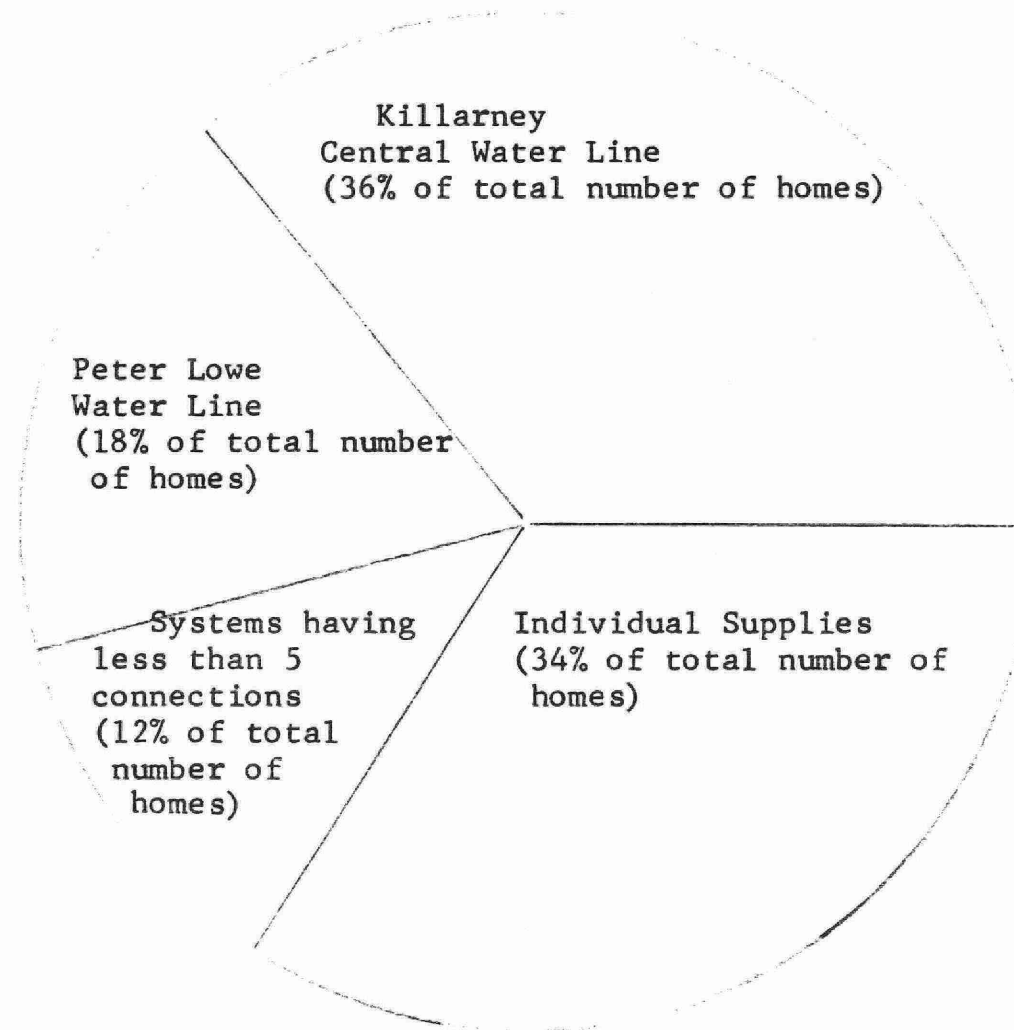 Killarney
Central Water Line
(36% of total number of homes)
Peter Lowe
Water Line
(18% of total number
of homes)
Systems having
less than 5
connections
(12% of total
number of
homes)
Individual Supplies
(34% of total number of
homes)